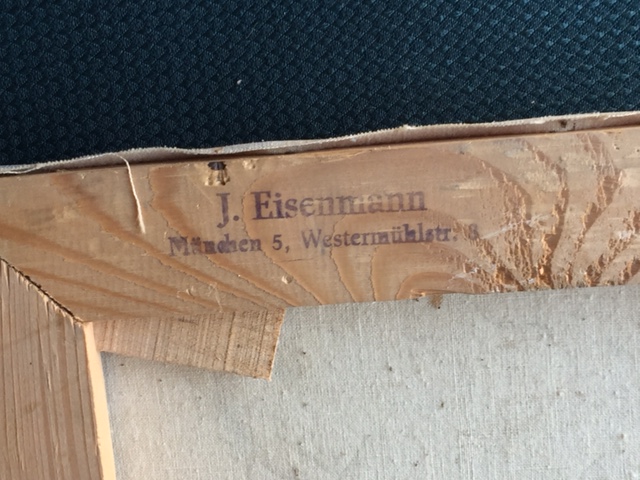 J. Eisenmann
München 5, Westermühlstr. 8